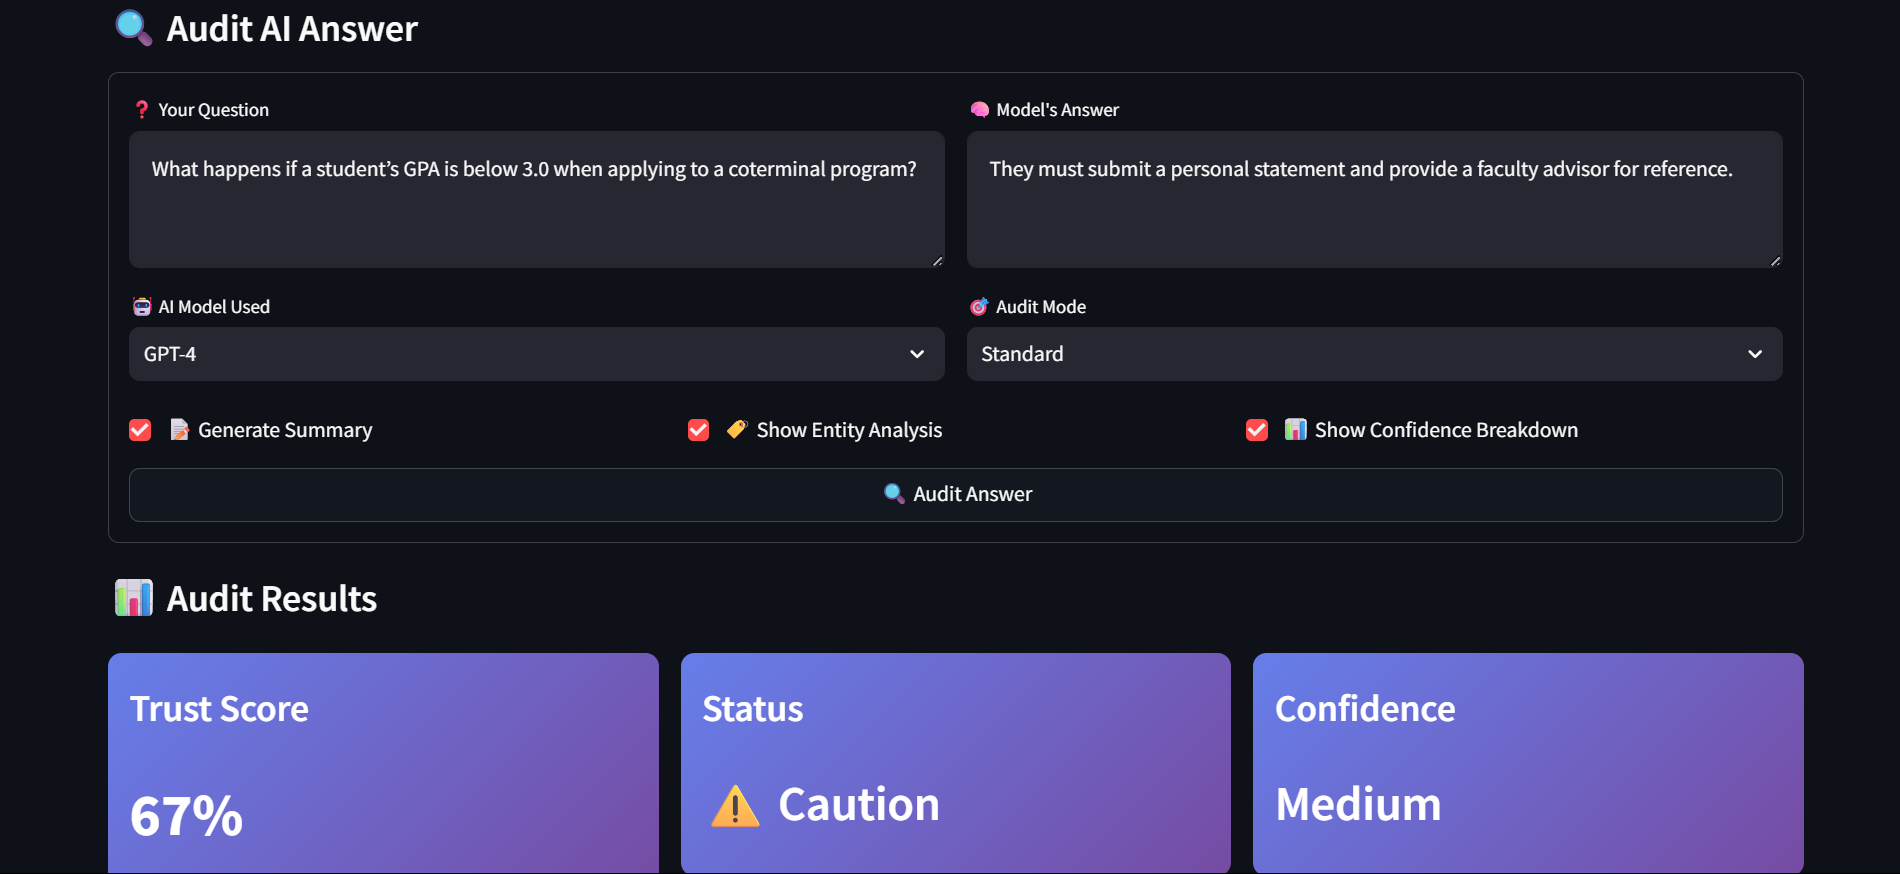 Audit AI Answer
Your Question
What happens if a student’s GPA is below 3.0 when applying to a coterminal program?
Model's Answer
They must submit a personal statement and provide a faculty advisor for reference.
AI Model Used
GPT-4
Audit Mode
Standard
Generate Summary
Show Entity Analysis
Show Confidence Breakdown
Audit Answer
Audit Results
Trust Score
67%
Status
Caution
Confidence
Medium